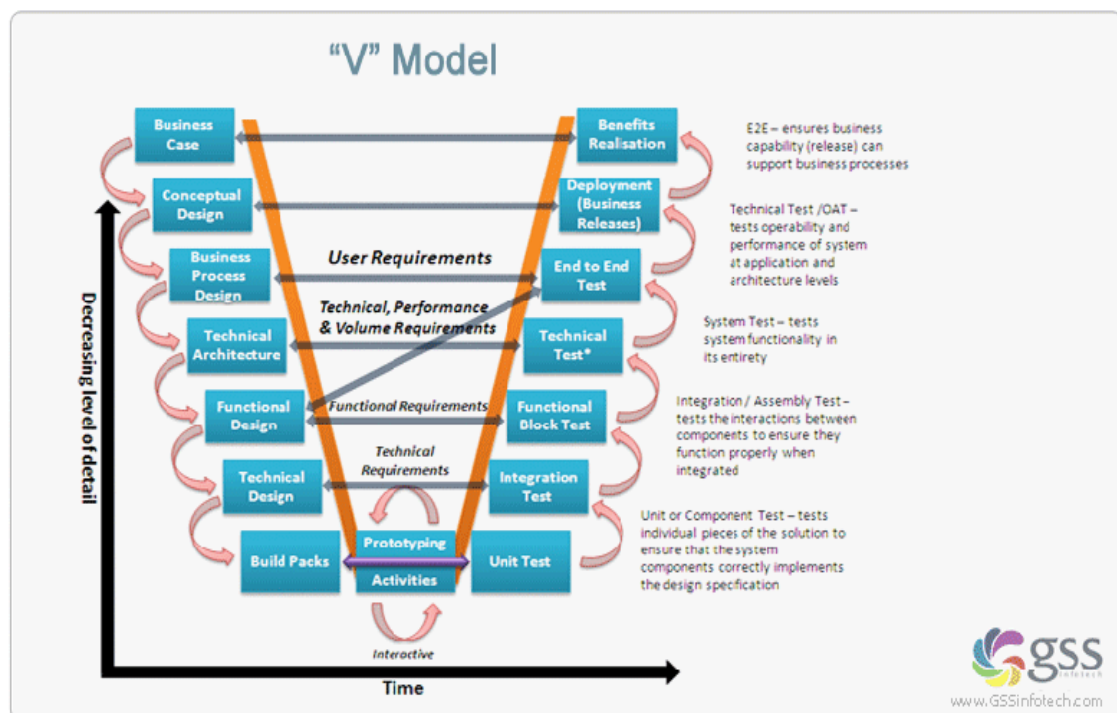 “V” Model
Business
Case
Benefits
Realisation
E2E – ensures business
capability (release) can
support business processes
Conceptual
Design
Deployment
(Business
Releases)
Technical Test /OAT –
tests operability and
performance of system
at application and
architecture levels
Business
Process
Design
User Requirements
End to End
Test
Technical, Performance
& Volume Requirements
Technical
Architecture
Technical
Test*
System Test – tests
system functionality in
its entirety
Functional
Design
Functional Requirements
Functional
Block Test
Integration / Assembly Test –
tests the interactions between
components to ensure they
function properly when
integrated
Technical
Requirements
Technical
Design
Integration
Test
Build Packs
Prototyping
Activities
Unit Test
Unit or Component Test – tests
individual pieces of the solution to
ensure that the system
components correctly implements
the design specification
Interactive
Decreasing level of detail
Time
gss
infotech
www.GSSinfotech.com